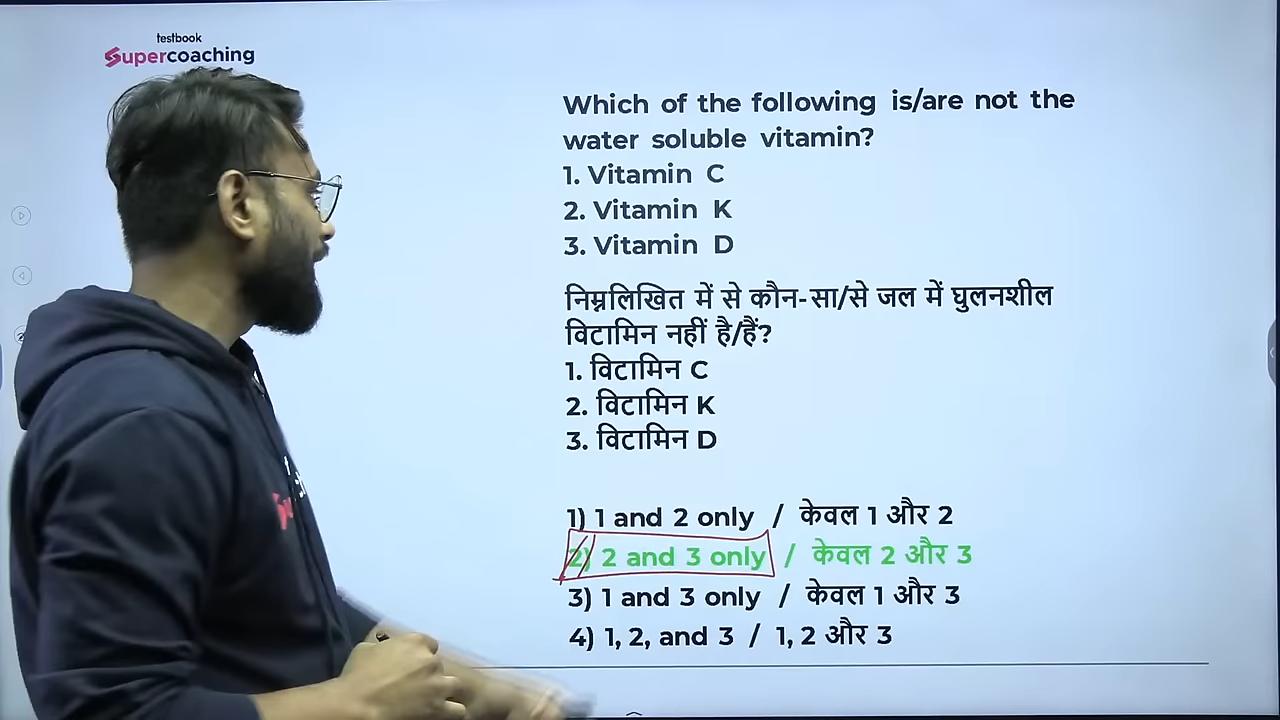 testbook
Supercoaching
Which of the following is/are not the
water soluble vitamin?
1. Vitamin C
2. Vitamin K
3. Vitamin D
निम्नलिखित में से कौन-सा/से जल में घुलनशील
विटामिन नहीं है/हैं?
1. विटामिन C
2. विटामिन K
3. विटामिन D
1) 1 and 2 only / केवल 1 और 2
2) 2 and 3 only / केवल 2 और 3
3) 1 and 3 only / केवल 1 और 3
4) 1, 2, and 3 / 1, 2 और 3